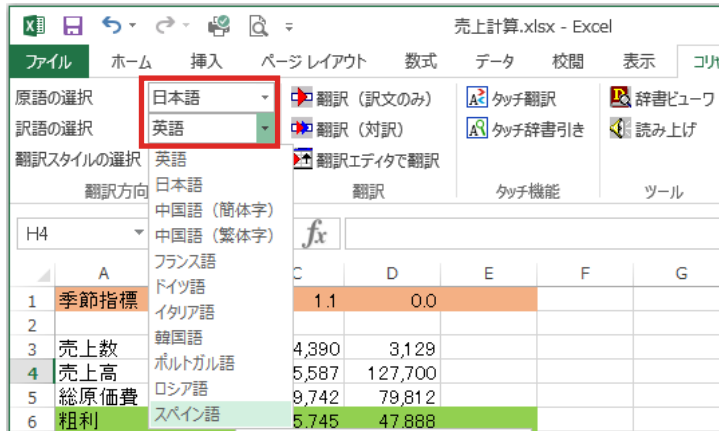 売上計算.xlsx - Excel
ファイル ホーム 挿入 ページ レイアウト 数式 データ 校閲 表示
原語の選択 日本語 翻訳（訳文のみ） タッチ翻訳 辞書ビューワ
訳語の選択 英語 翻訳（対訳） タッチ辞書引き 読み上げ
翻訳スタイルの選択 翻訳エディタで翻訳
翻訳方向 翻訳 タッチ機能 ツール
英語
日本語
中国語（簡体字）
中国語（繁体字）
フランス語
ドイツ語
イタリア語
韓国語
ポルトガル語
ロシア語
スペイン語
H4 fx
A C D E F G
1 季節指標 1.1 0.0
2
3 売上数 4,390 3,129
4 売上高 5,587 127,700
5 総原価費 9,742 79,812
6 粗利 5,745 47,888